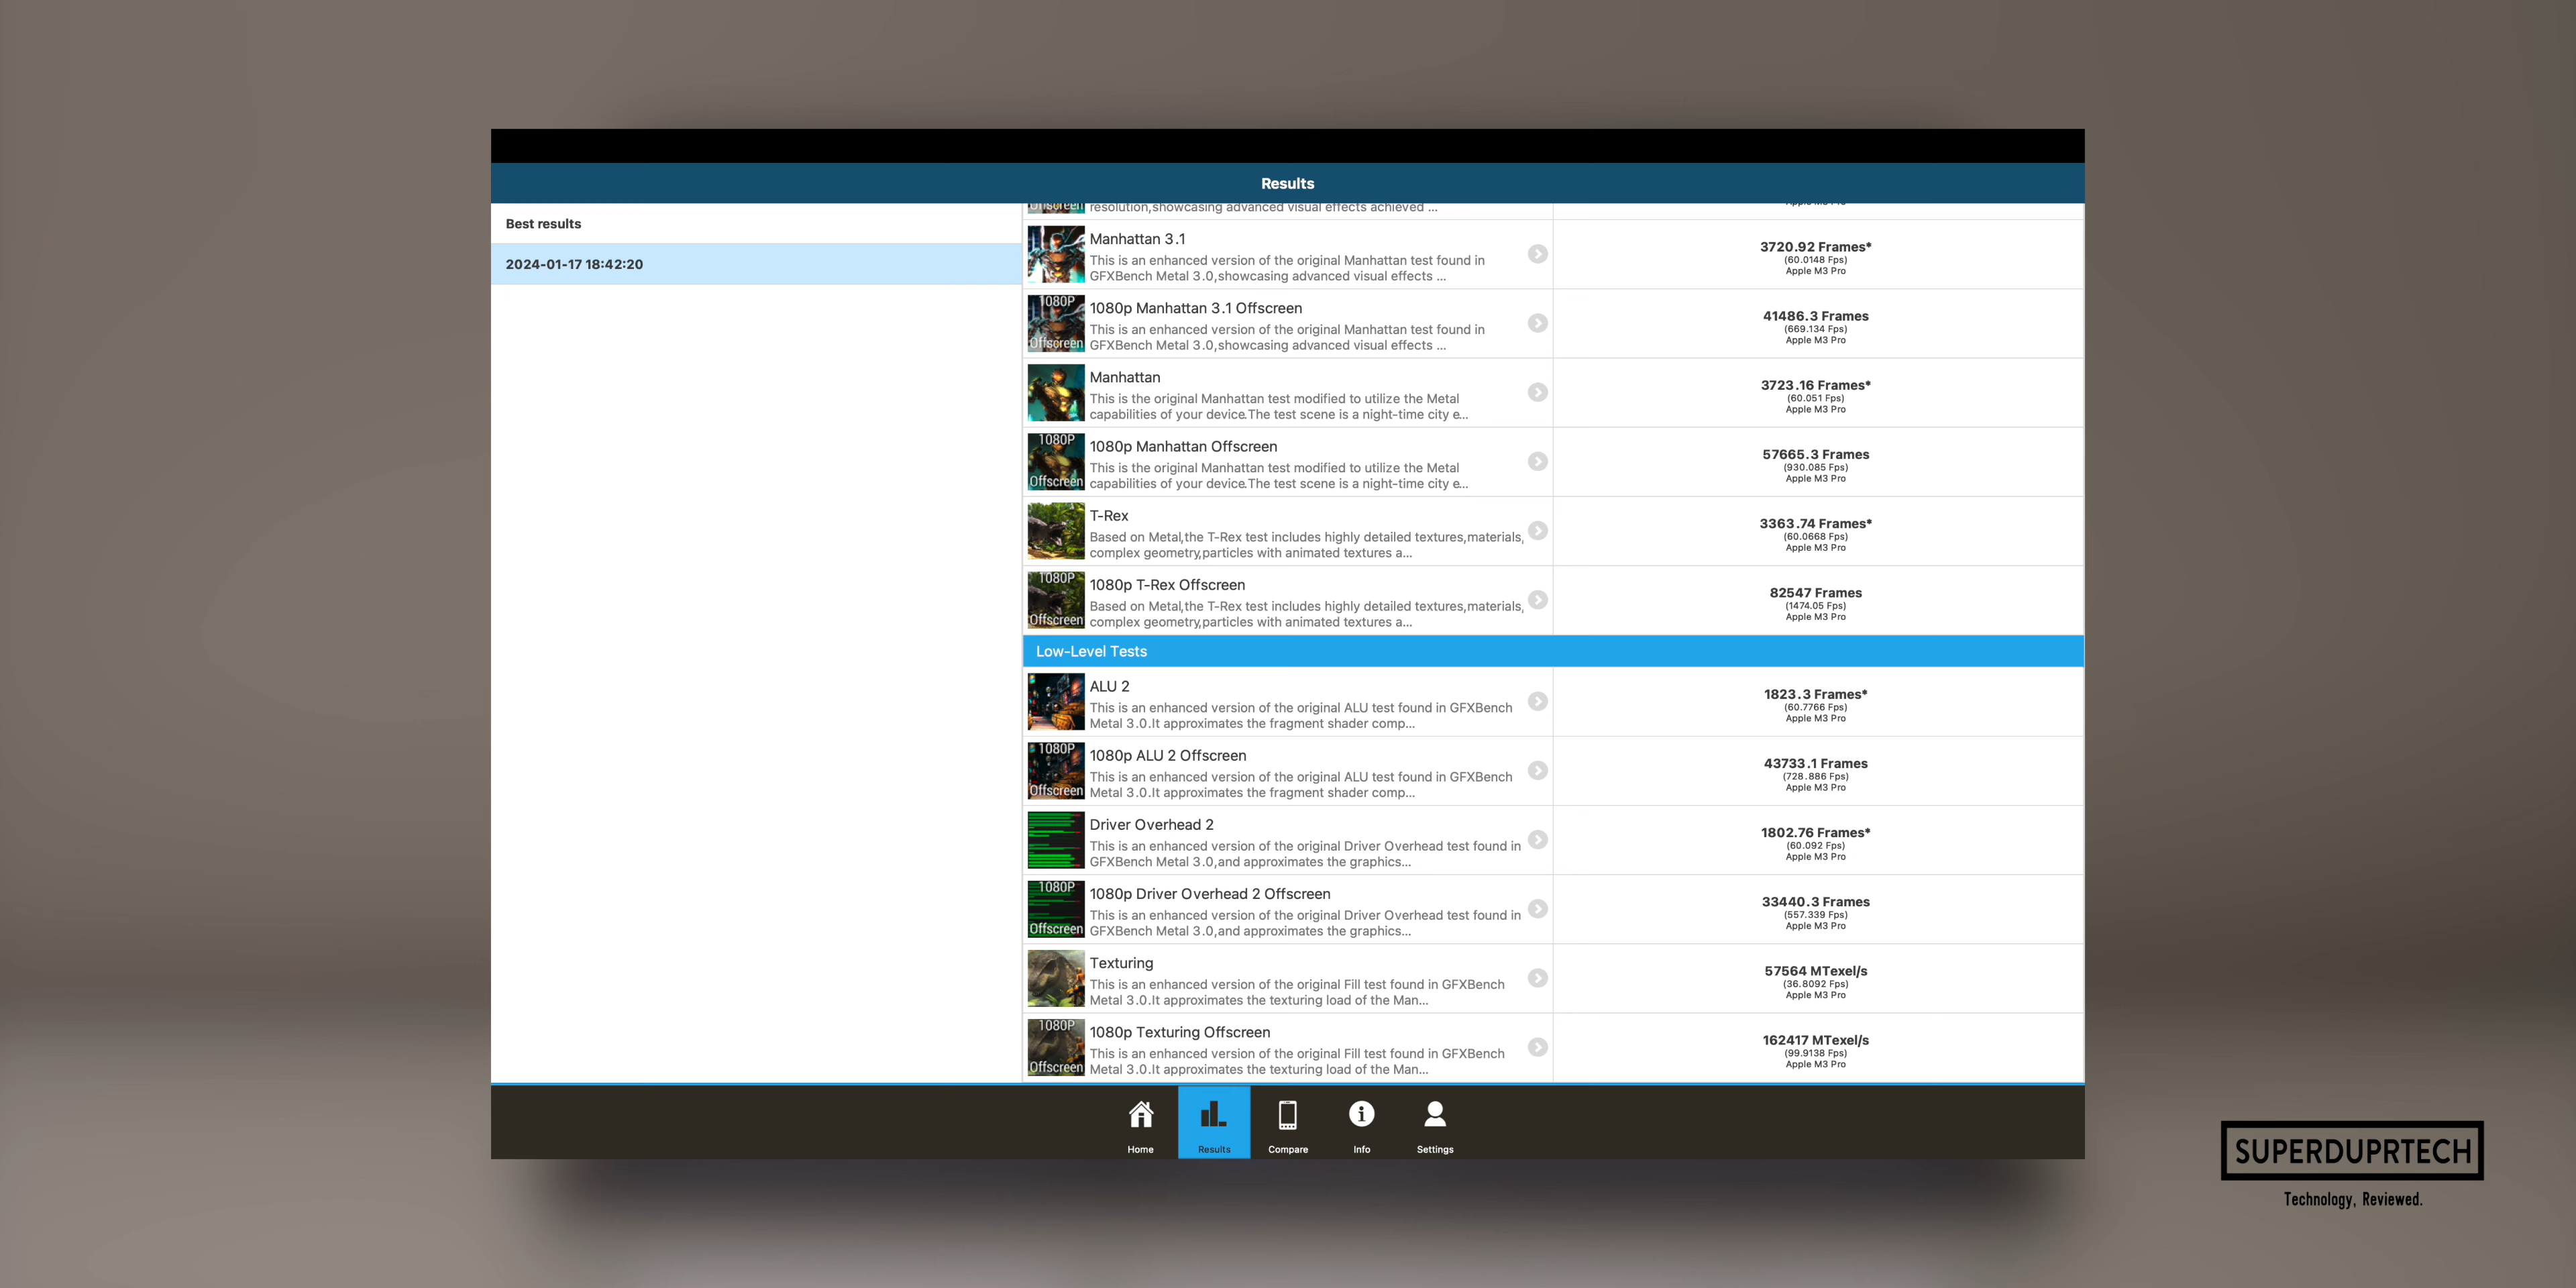 Results
Best results
2024-01-17 18:42:20
Offscreen
resolution,showcasing advanced visual effects achieved ...
Manhattan 3.1
This is an enhanced version of the original Manhattan test found in
GFXBench Metal 3.0,showcasing advanced visual effects ...
3720.92 Frames*
(60.0148 Fps)
Apple M3 Pro
1080P
Offscreen
1080p Manhattan 3.1 Offscreen
This is an enhanced version of the original Manhattan test found in
GFXBench Metal 3.0,showcasing advanced visual effects ...
41486.3 Frames
(669.134 Fps)
Apple M3 Pro
Manhattan
This is the original Manhattan test modified to utilize the Metal
capabilities of your device.The test scene is a night-time city e...
3723.16 Frames*
(60.051 Fps)
Apple M3 Pro
1080P
Offscreen
1080p Manhattan Offscreen
This is the original Manhattan test modified to utilize the Metal
capabilities of your device.The test scene is a night-time city e...
57665.3 Frames
(930.085 Fps)
Apple M3 Pro
T-Rex
Based on Metal,the T-Rex test includes highly detailed textures,materials,
complex geometry,particles with animated textures a...
3363.74 Frames*
(60.0668 Fps)
Apple M3 Pro
1080P
Offscreen
1080p T-Rex Offscreen
Based on Metal,the T-Rex test includes highly detailed textures,materials,
complex geometry,particles with animated textures a...
82547 Frames
(1474.05 Fps)
Apple M3 Pro
Low-Level Tests
ALU 2
This is an enhanced version of the original ALU test found in GFXBench
Metal 3.0.It approximates the fragment shader comp...
1823.3 Frames*
(60.7766 Fps)
Apple M3 Pro
1080P
Offscreen
1080p ALU 2 Offscreen
This is an enhanced version of the original ALU test found in GFXBench
Metal 3.0.It approximates the fragment shader comp...
43733.1 Frames
(728.886 Fps)
Apple M3 Pro
Driver Overhead 2
This is an enhanced version of the original Driver Overhead test found in
GFXBench Metal 3.0,and approximates the graphics...
1802.76 Frames*
(60.092 Fps)
Apple M3 Pro
1080P
Offscreen
1080p Driver Overhead 2 Offscreen
This is an enhanced version of the original Driver Overhead test found in
GFXBench Metal 3.0,and approximates the graphics...
33440.3 Frames
(557.339 Fps)
Apple M3 Pro
Texturing
This is an enhanced version of the original Fill test found in GFXBench
Metal 3.0.It approximates the texturing load of the Man...
57564 MTexel/s
(36.8092 Fps)
Apple M3 Pro
1080P
Offscreen
1080p Texturing Offscreen
This is an enhanced version of the original Fill test found in GFXBench
Metal 3.0.It approximates the texturing load of the Man...
162417 MTexel/s
(99.9138 Fps)
Apple M3 Pro
Home
Results
Compare
Info
Settings
SUPERDUPRTECH
Technology, Reviewed.